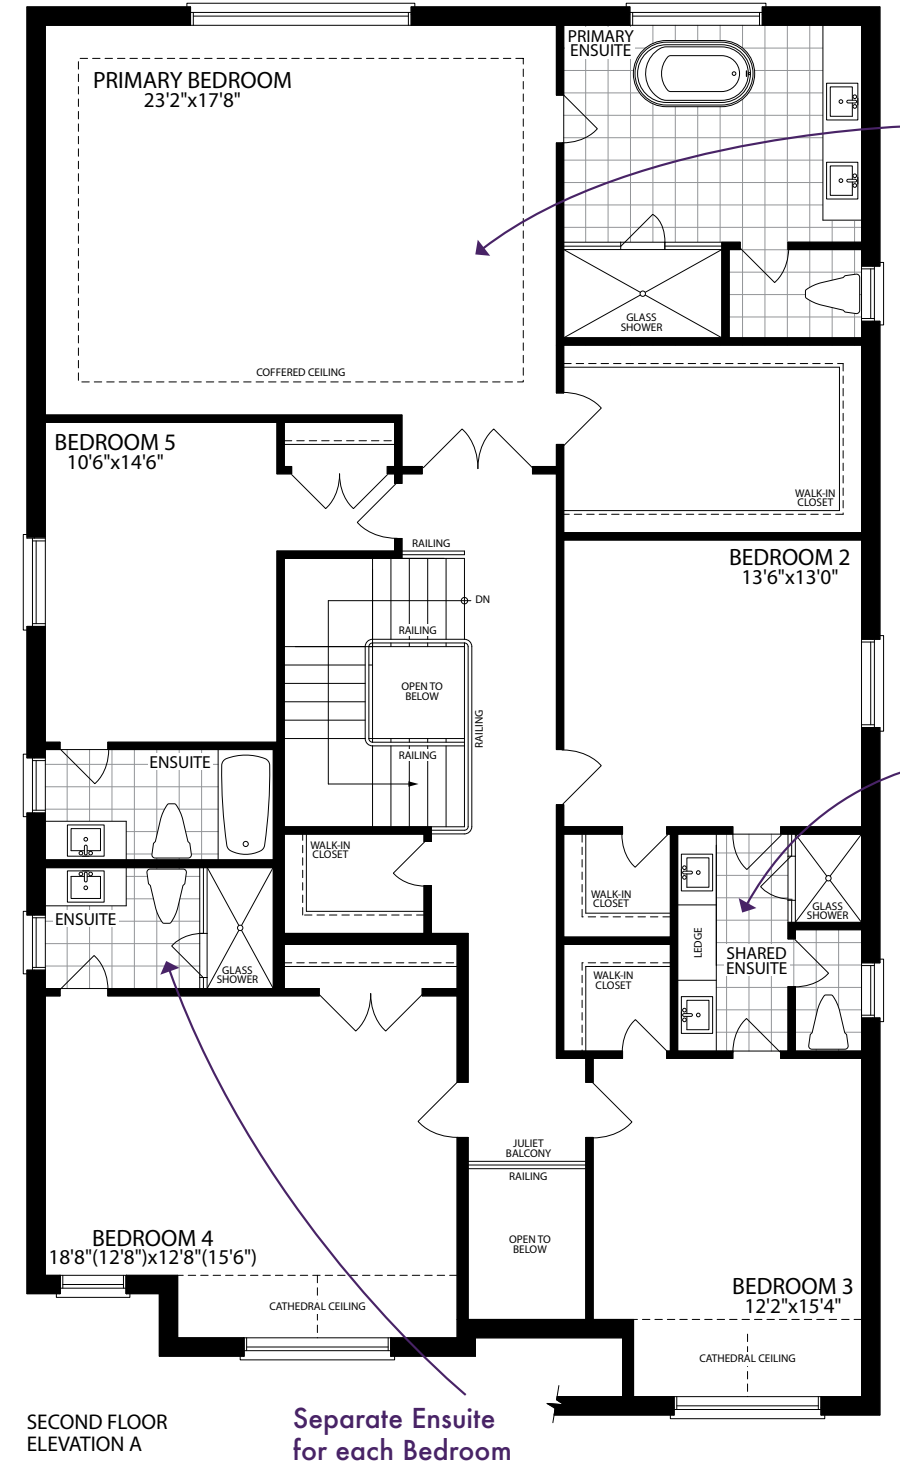 PRIMARY BEDROOM
23'2"x17'8"
COFFERED CEILING
PRIMARY
ENSUITE
GLASS
SHOWER
WALK-IN
CLOSET
BEDROOM 5
10'6"x14'6"
RAILING
DN
RAILING
OPEN TO
BELOW
RAILING
RAILING
BEDROOM 2
13'6"x13'0"
ENSUITE
WALK-IN
CLOSET
ENSUITE
GLASS
SHOWER
WALK-IN
CLOSET
LEDGE
GLASS
SHOWER
SHARED
ENSUITE
WALK-IN
CLOSET
JULIET
BALCONY
RAILING
OPEN TO
BELOW
BEDROOM 4
18'8"(12'8")x12'8"(15'6")
CATHEDRAL CEILING
BEDROOM 3
12'2"x15'4"
CATHEDRAL CEILING
SECOND FLOOR
ELEVATION A
Separate Ensuite
for each Bedroom